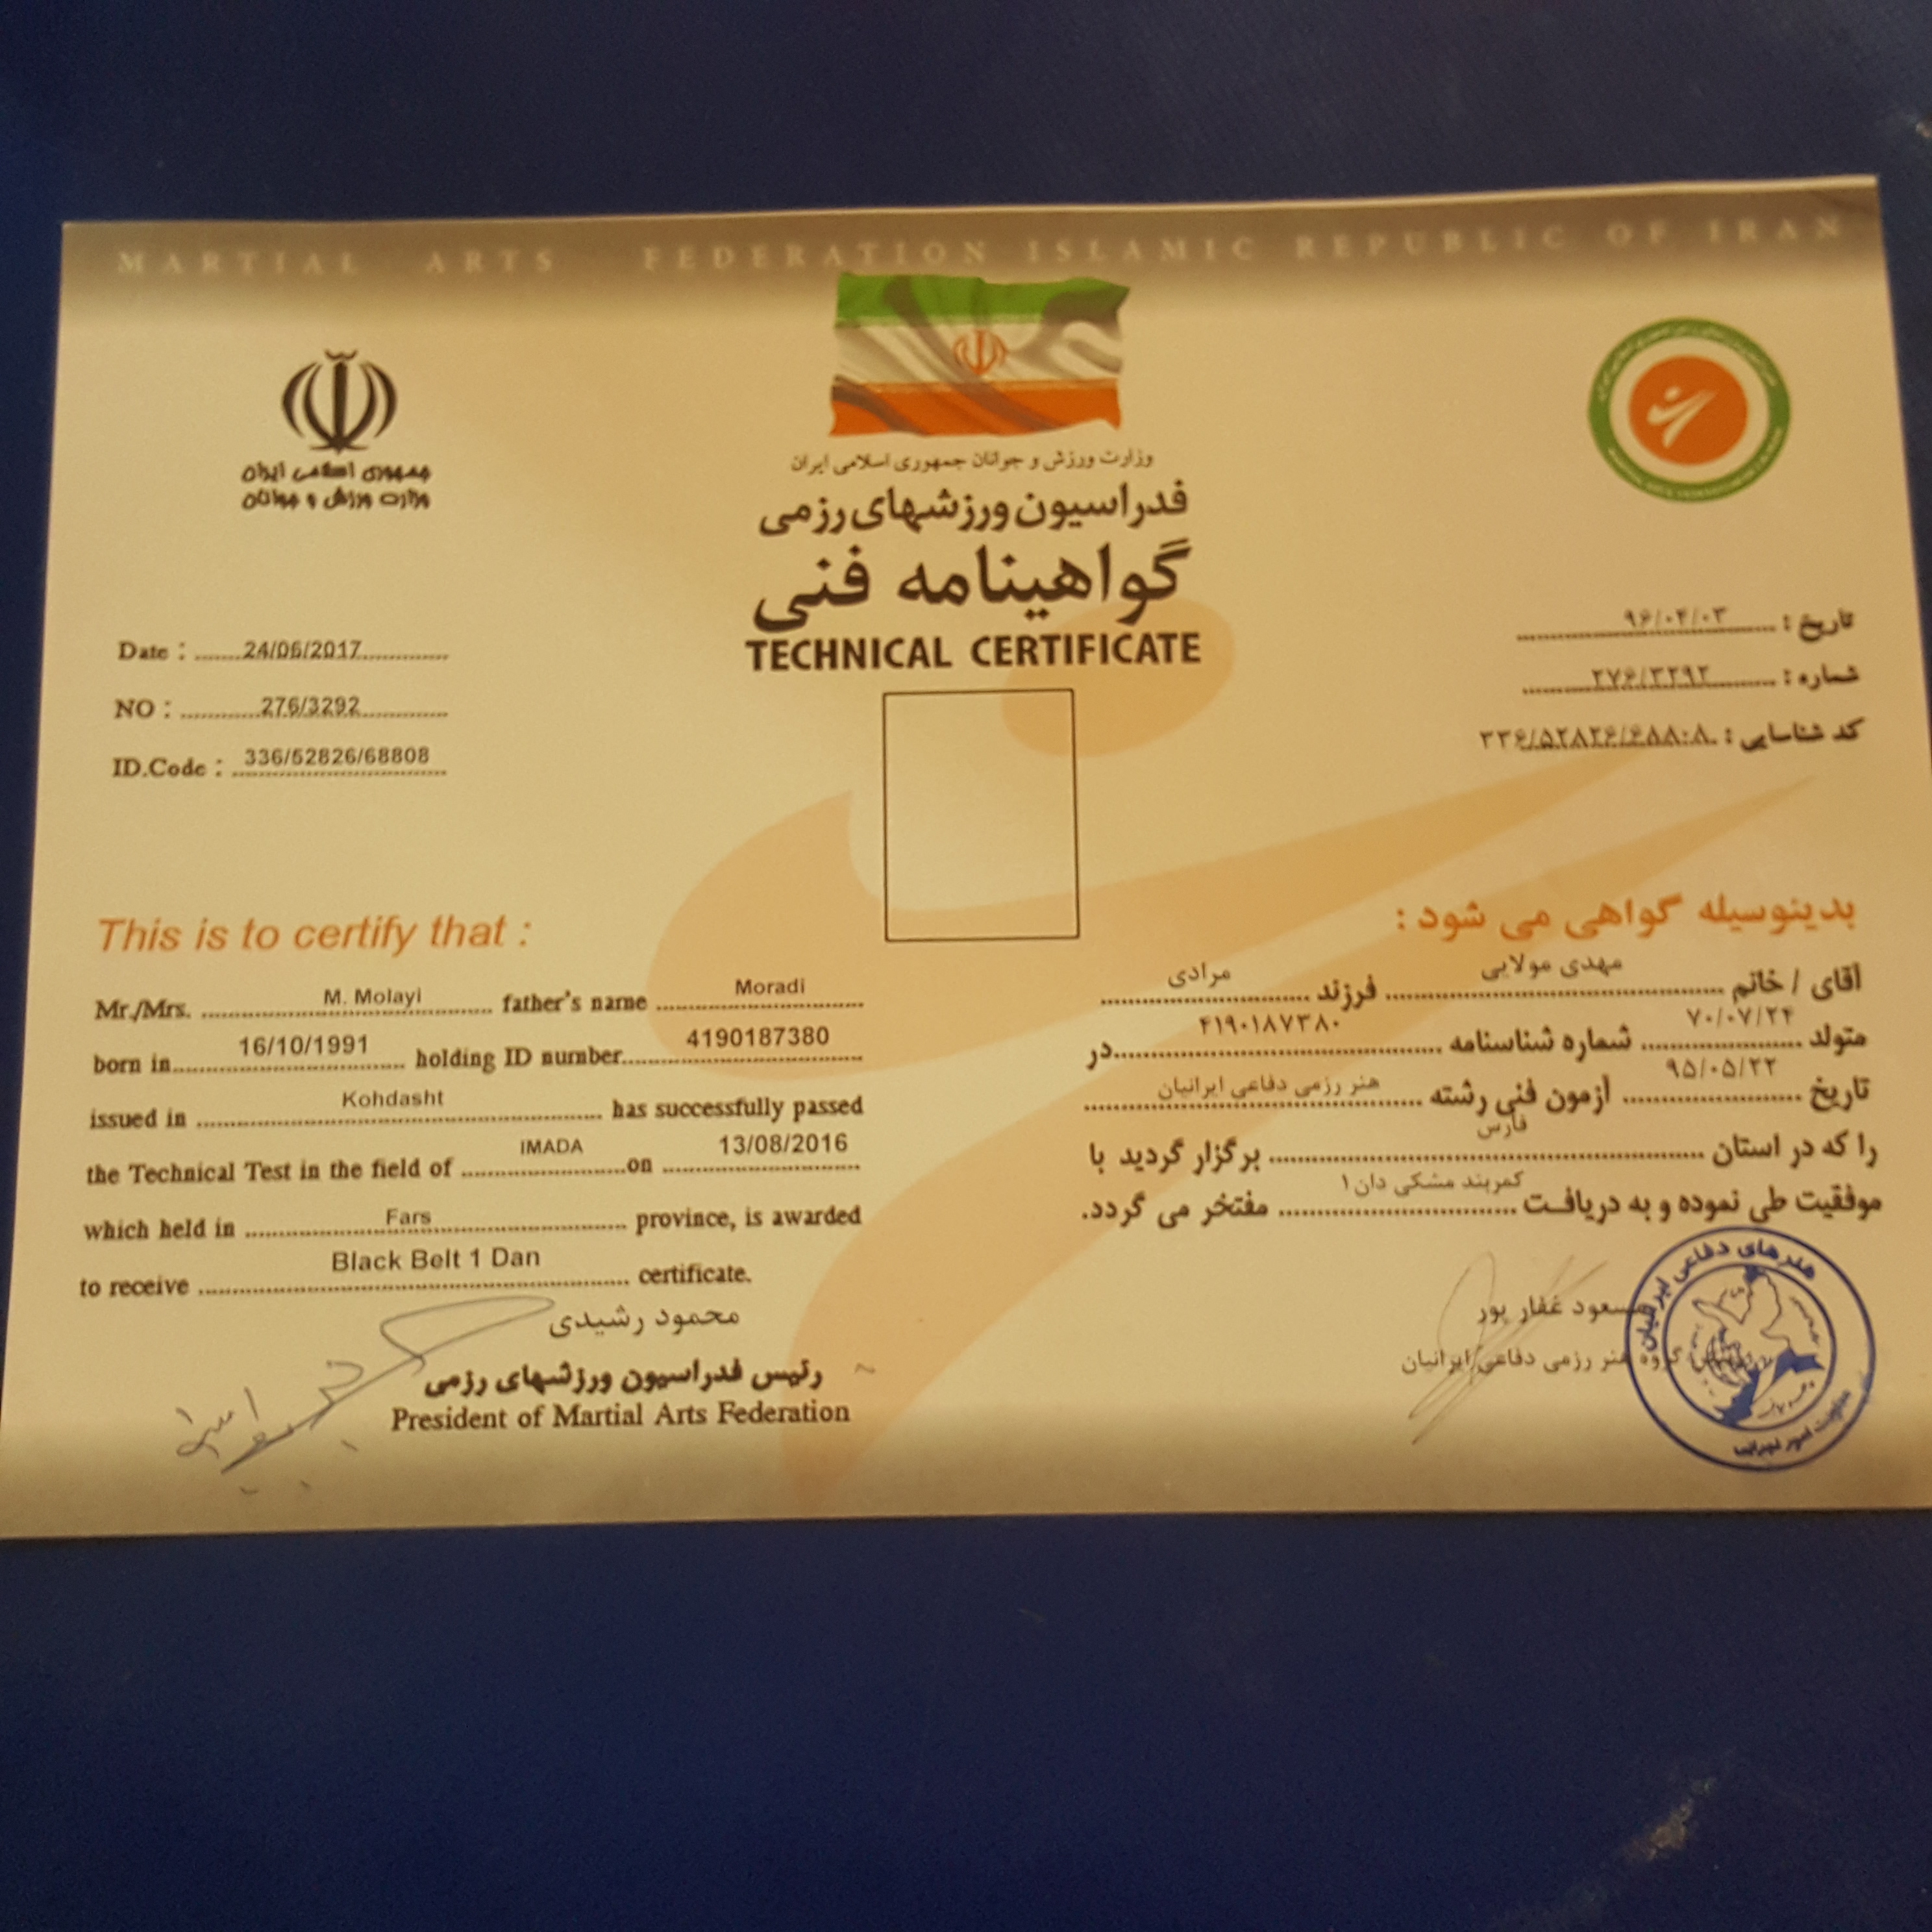 MARTIAL ARTS FEDERATION ISLAMIC REPUBLIC OF IRAN
جمهوری اسلامی ایران
وزارت ورزش و جوانان
وزارت ورزش و جوانان جمهوری اسلامی ایران
فدراسیون ورزشهای رزمی
گواهینامه فنی
TECHNICAL CERTIFICATE
Date : 24/06/2017
NO : 276/3292
ID.Code : 336/52826/68808
تاریخ : ۹۶/۰۴/۰۳
شماره : ۲۷۶/۳۲۹۲
کد شناسایی : ۳۳۶/۵۲۸۲۶/۶۸۸۰۸
This is to certify that :
Mr./Mrs. M. Molayi father's name Moradi
born in 16/10/1991 holding ID number 4190187380
issued in Kohdasht has successfully passed
the Technical Test in the field of IMADA on 13/08/2016
which held in Fars province, is awarded
to receive Black Belt 1 Dan certificate.
محمود رشیدی
رئیس فدراسیون ورزشهای رزمی
President of Martial Arts Federation
بدینوسیله گواهی می شود :
آقای / خانم مهدی مولایی فرزند مرادی
متولد ۷۰/۰۷/۲۴ شماره شناسنامه ۴۱۹۰۱۸۷۳۸۰ در
تاریخ ۹۵/۰۵/۲۲ آزمون فنی رشته هنر رزمی دفاعی ایرانیان
را که در استان فارس برگزار گردید با
موفقیت طی نموده و به دریافت کمربند مشکی دان ۱ مفتخر می گردد.
مسعود غفار پور
گروه هنر رزمی دفاعی ایرانیان
هنرهای دفاعی ایرانیان